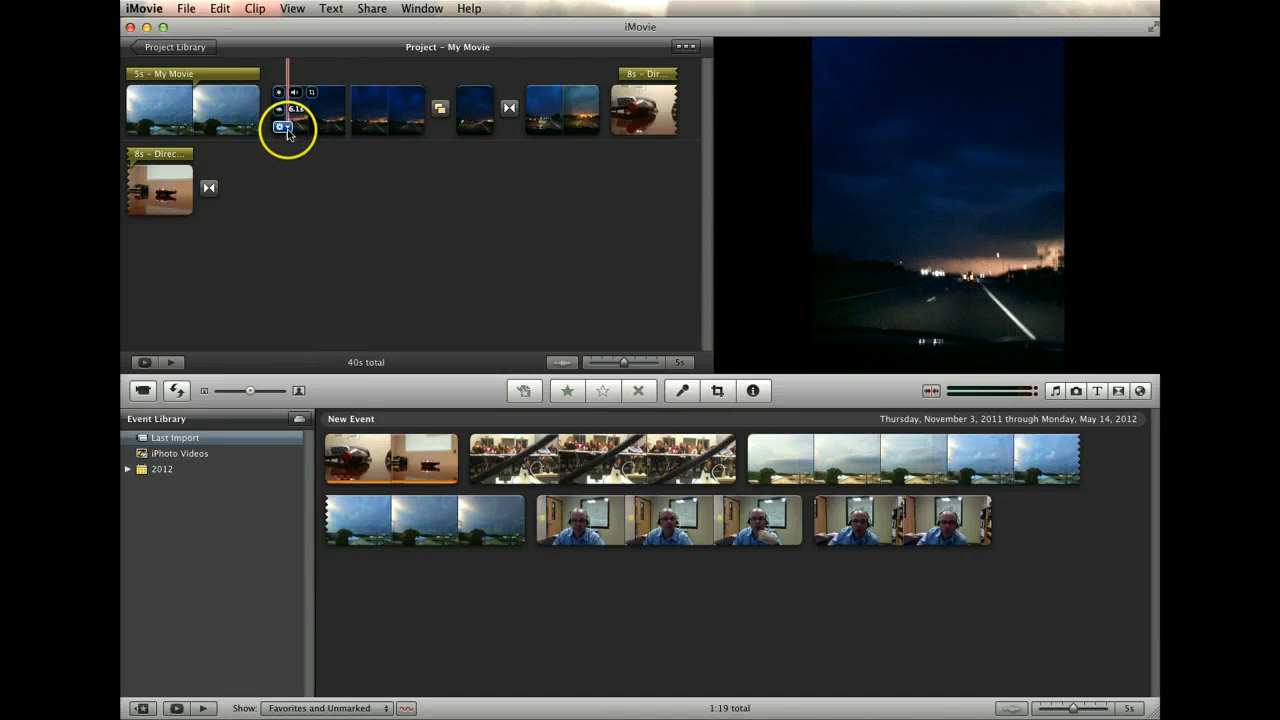 iMovie File Edit Clip View Text Share Window Help
iMovie
Project Library
Project - My Movie
5s - My Movie
8s - Dir...
6.1s
8s - Direc...
40s total
5s
Event Library
New Event
Thursday, November 3, 2011 through Monday, May 14, 2012
Last Import
iPhoto Videos
2012
Show: Favorites and Unmarked
1:19 total
5s